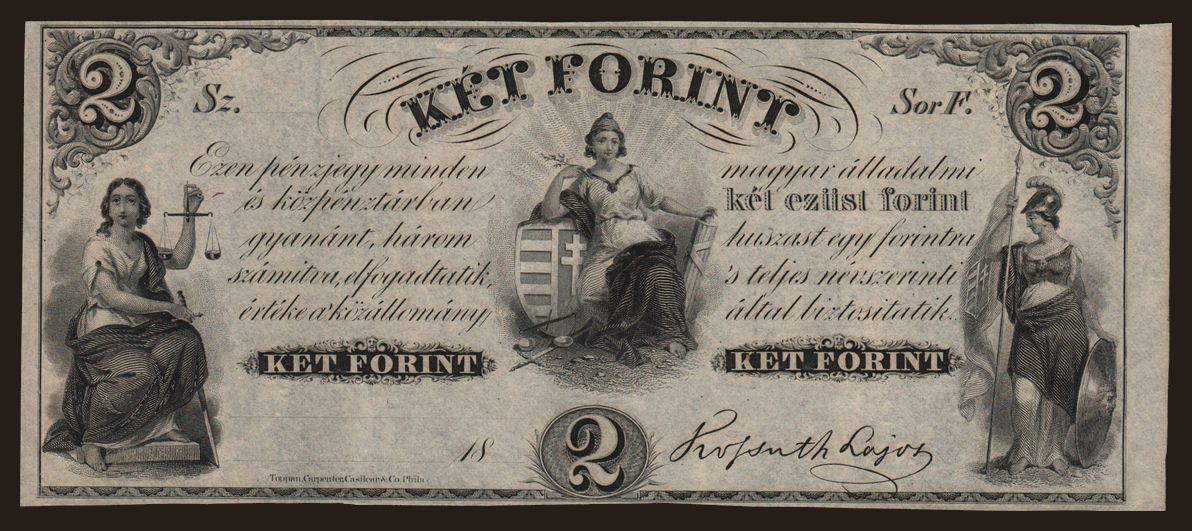 2 KÉT FORINT 2
Sz. Sor F.
Ezen pénzjegy minden magyar álladalmi
és közpénztárban két ezüst forint
gyanánt, három huszast egy forintra
számitva, elfogadtatik, 's teljes névszerinti
értéke a' közállomány által biztositatik.
KÉT FORINT KÉT FORINT
18 2 Kossuth Lajos
Toppan, Carpenter, Casilear & Co. Phila.